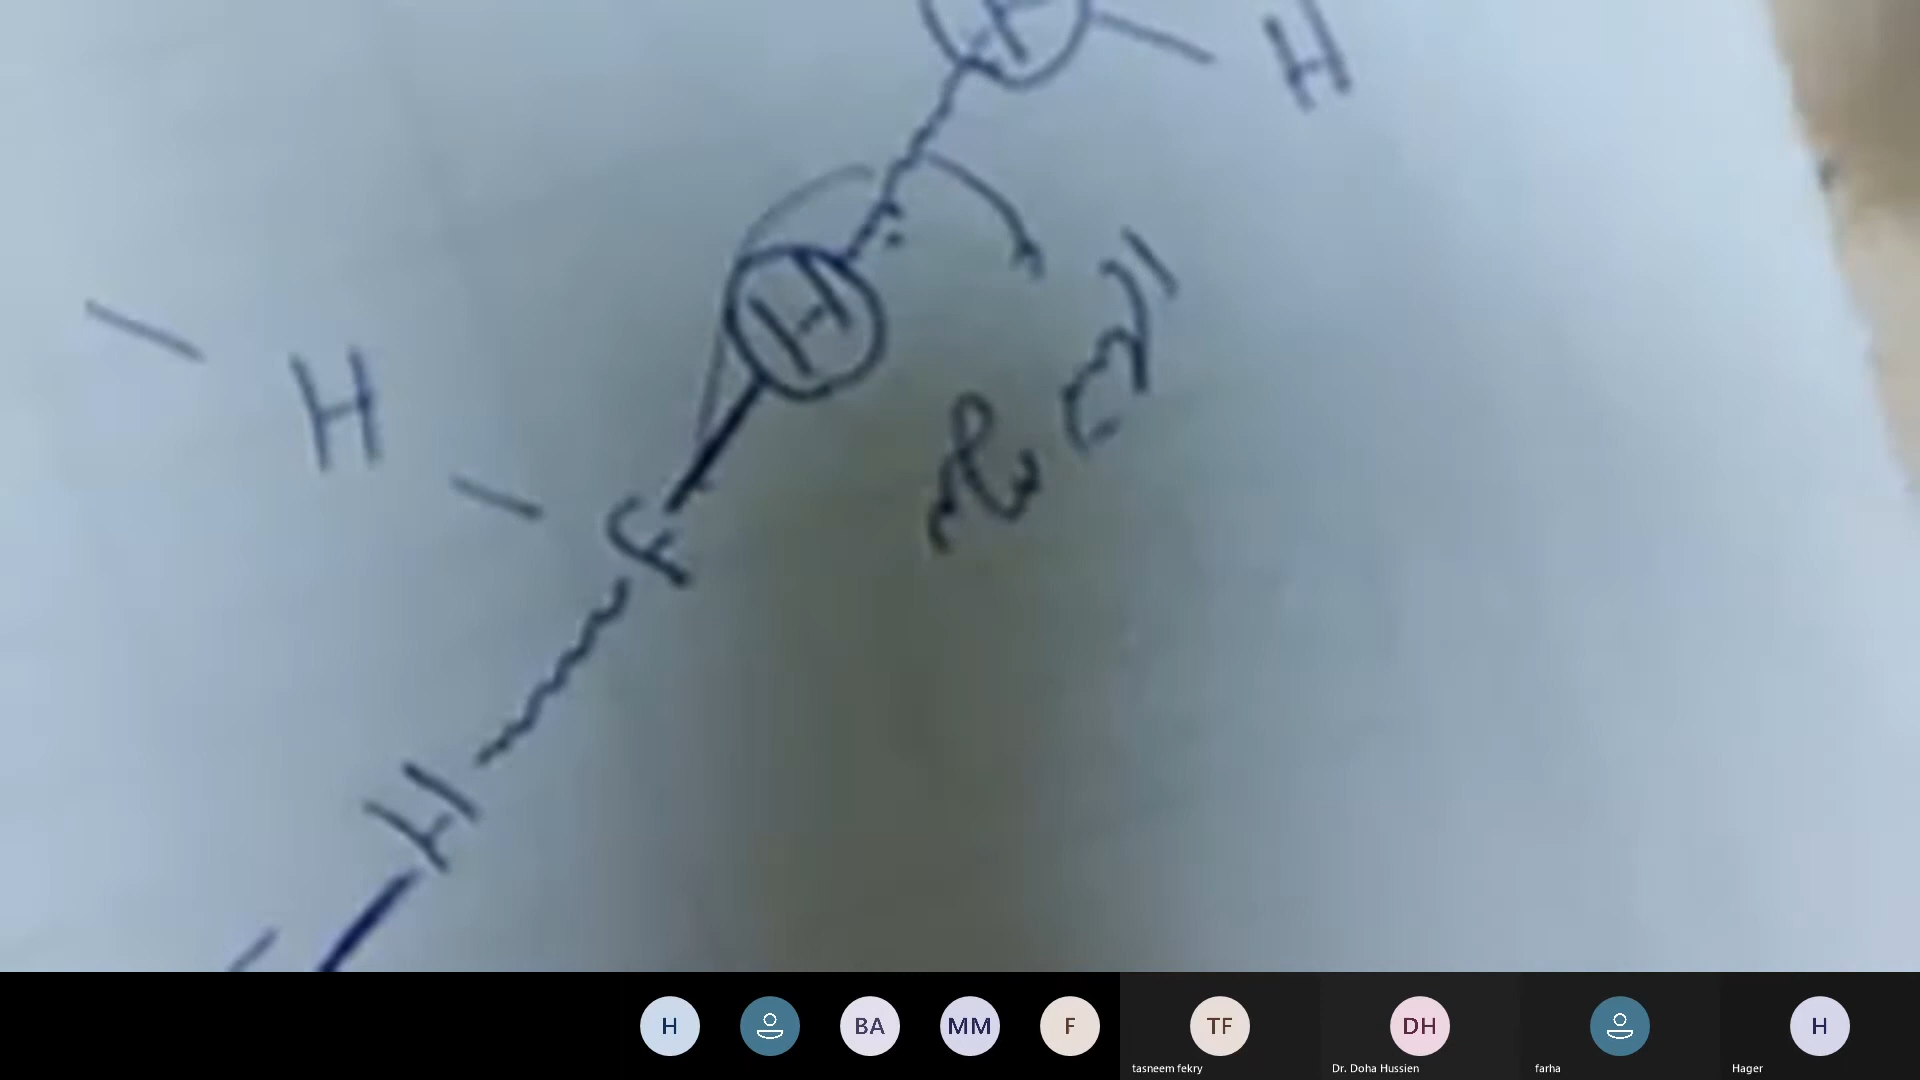 H
H
H
F
H
H
BA
MM
F
TF
DH
H
tasneem fekry
Dr. Doha Hussien
farha
Hager